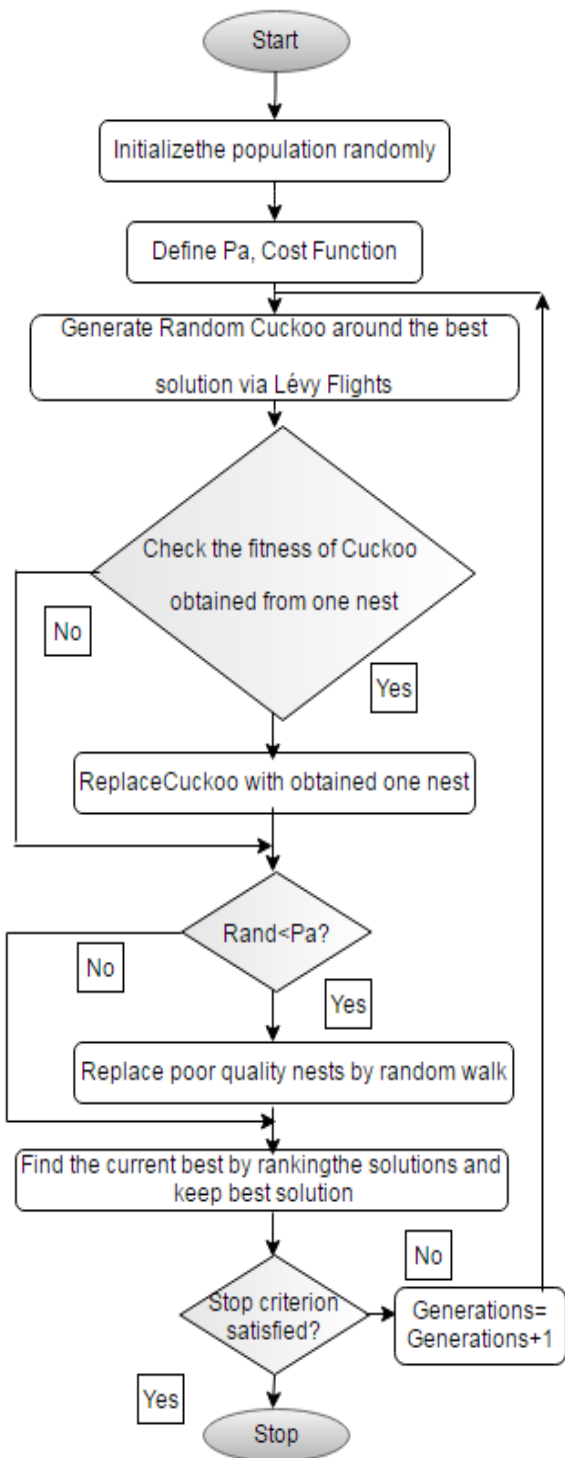 Start
Initializethe population randomly
Define Pa, Cost Function
Generate Random Cuckoo around the best
solution via Lévy Flights
Check the fitness of Cuckoo
obtained from one nest
No
Yes
ReplaceCuckoo with obtained one nest
Rand<Pa?
No
Yes
Replace poor quality nests by random walk
Find the current best by rankingthe solutions and
keep best solution
No
Stop criterion
satisfied?
Generations=
Generations+1
Yes
Stop